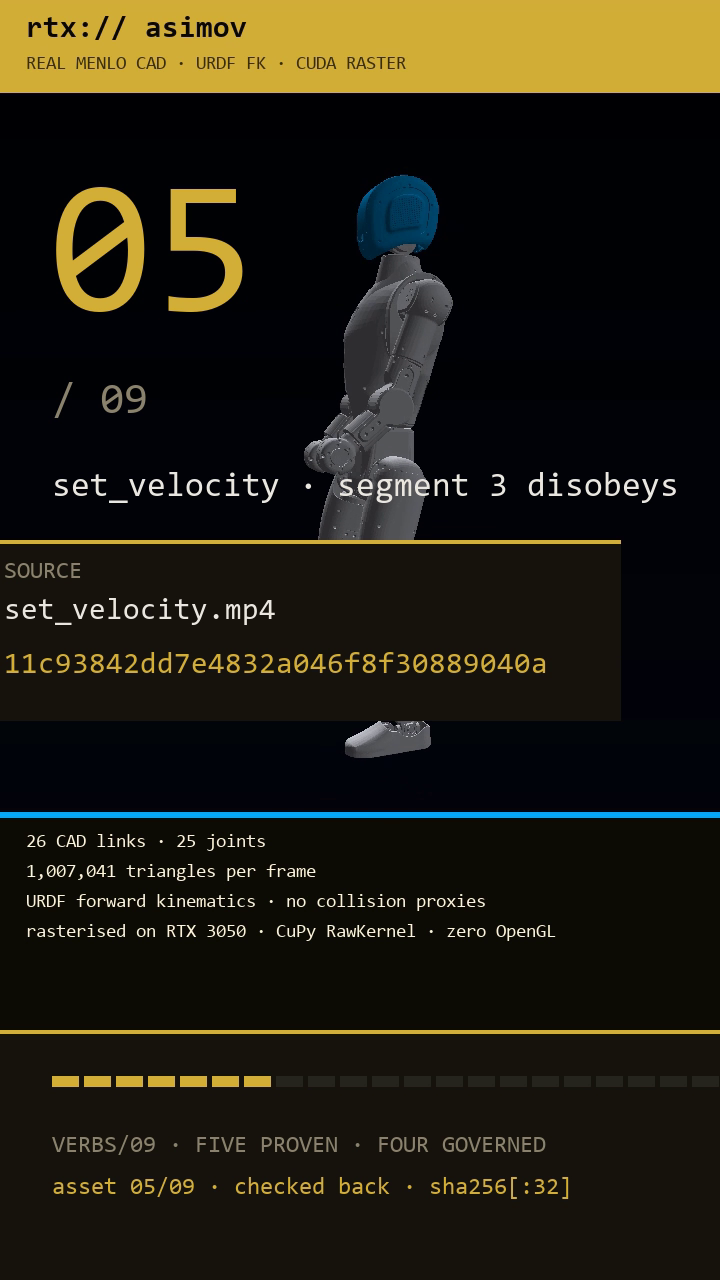 rtx:// asimov
REAL MENLO CAD · URDF FK · CUDA RASTER
05
/ 09
set_velocity · segment 3 disobeys
SOURCE
set_velocity.mp4
11c93842dd7e4832a046f8f30889040a
26 CAD links · 25 joints
1,007,041 triangles per frame
URDF forward kinematics · no collision proxies
rasterised on RTX 3050 · CuPy RawKernel · zero OpenGL
VERBS/09 · FIVE PROVEN · FOUR GOVERNED
asset 05/09 · checked back · sha256[:32]